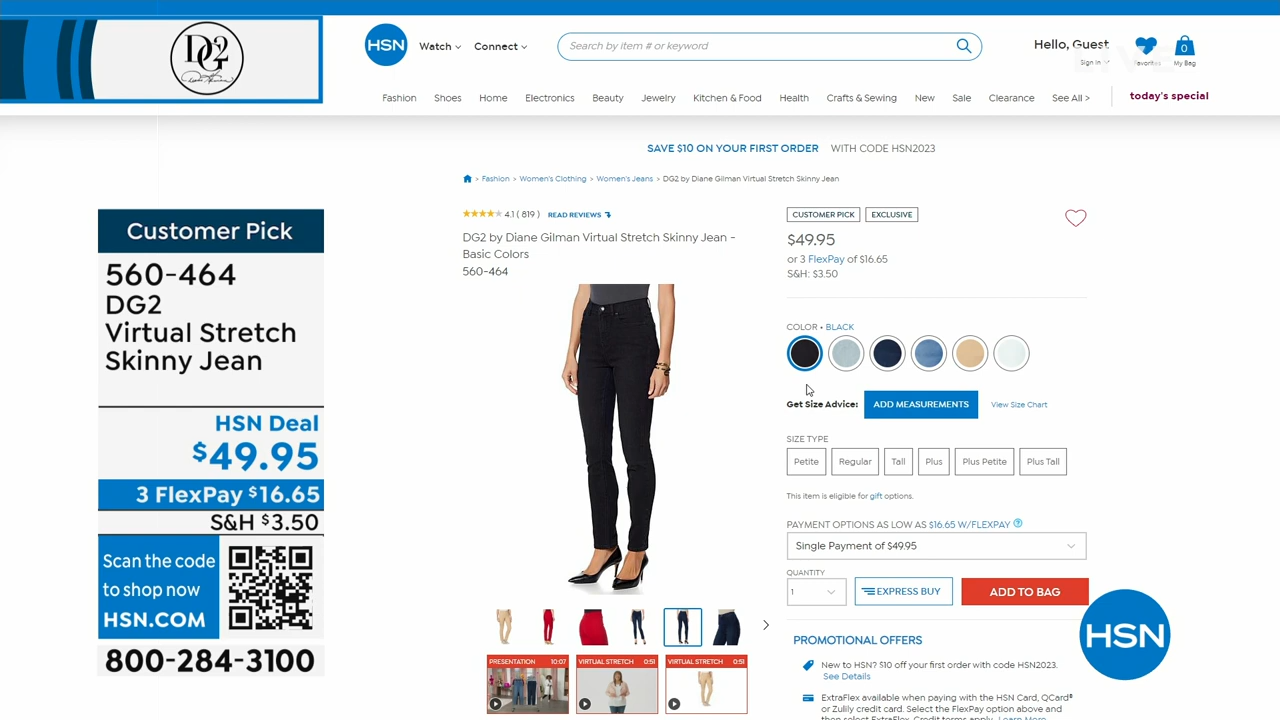 DG2
HSN
Watch
Connect
Search by item # or keyword
Hello, Guest
Sign In
Favorites
0
My Bag
Fashion
Shoes
Home
Electronics
Beauty
Jewelry
Kitchen & Food
Health
Crafts & Sewing
New
Sale
Clearance
See All >
today's special
SAVE $10 ON YOUR FIRST ORDER WITH CODE HSN2023
> Fashion > Women's Clothing > Women's Jeans > DG2 by Diane Gilman Virtual Stretch Skinny Jean
Customer Pick
560-464
DG2
Virtual Stretch
Skinny Jean
HSN Deal
$49.95
3 FlexPay $16.65
S&H $3.50
Scan the code
to shop now
HSN.COM
800-284-3100
4.1 ( 819 ) READ REVIEWS
DG2 by Diane Gilman Virtual Stretch Skinny Jean -
Basic Colors
560-464
PRESENTATION 10:07
VIRTUAL STRETCH 0:51
VIRTUAL STRETCH 0:51
CUSTOMER PICK
EXCLUSIVE
$49.95
or 3 FlexPay of $16.65
S&H: $3.50
COLOR • BLACK
Get Size Advice:
ADD MEASUREMENTS
View Size Chart
SIZE TYPE
Petite
Regular
Tall
Plus
Plus Petite
Plus Tall
This item is eligible for gift options.
PAYMENT OPTIONS AS LOW AS $16.65 W/FLEXPAY ?
Single Payment of $49.95
QUANTITY
1
EXPRESS BUY
ADD TO BAG
PROMOTIONAL OFFERS
New to HSN? $10 off your first order with code HSN2023.
See Details
ExtraFlex available when paying with the HSN Card, QCard®
or Zulily credit card. Select the FlexPay option above and
then select ExtraFlex. Credit terms apply. Learn More
HSN